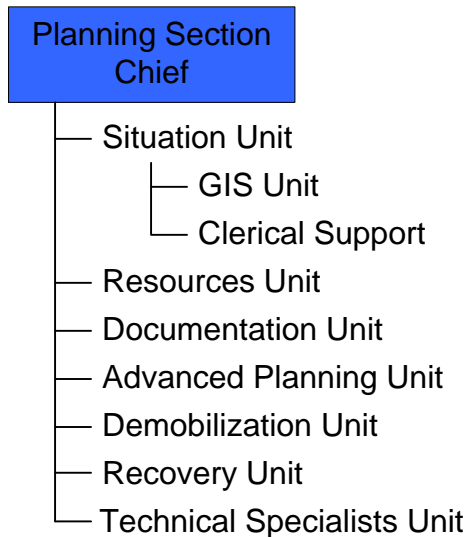 Planning Section
Chief
Situation Unit
GIS Unit
Clerical Support
Resources Unit
Documentation Unit
Advanced Planning Unit
Demobilization Unit
Recovery Unit
Technical Specialists Unit